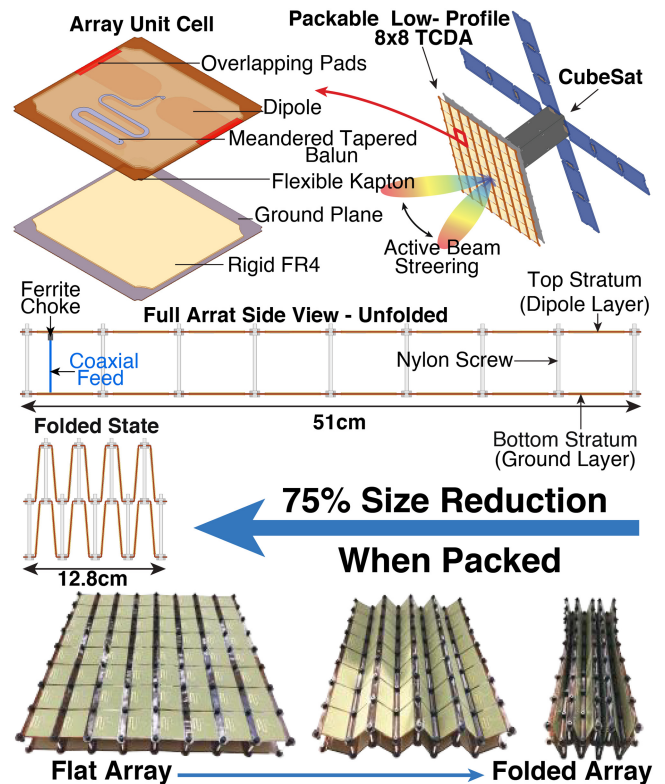 Array Unit Cell
Packable Low- Profile
8x8 TCDA
CubeSat
Overlapping Pads
Dipole
Meandered Tapered
Balun
Flexible Kapton
Ground Plane
Rigid FR4
Active Beam
Streering
Ferrite
Choke
Full Arrat Side View - Unfolded
Top Stratum
(Dipole Layer)
Coaxial
Feed
Nylon Screw
51cm
Bottom Stratum
(Ground Layer)
Folded State
12.8cm
75% Size Reduction
When Packed
Flat Array
Folded Array